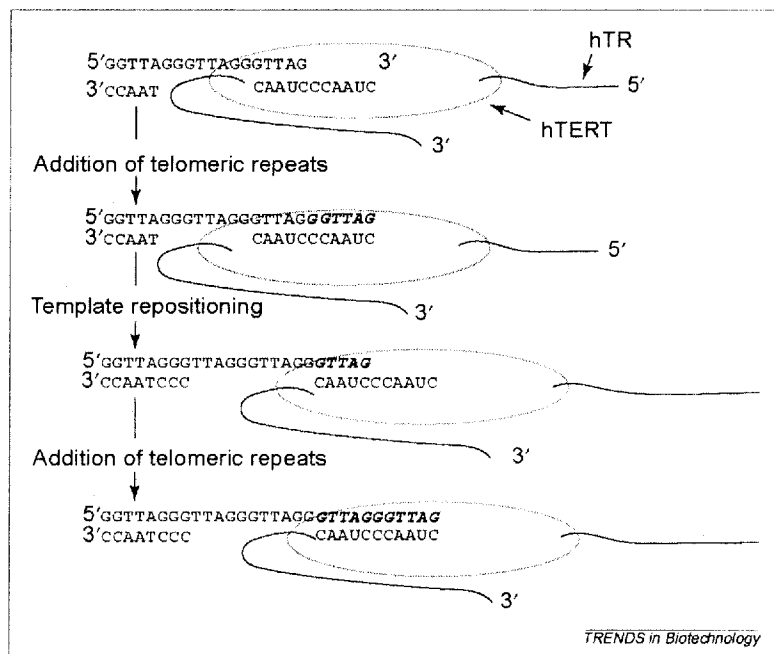 hTR
5′GGTTAGGGTTAGGGTTAG 3′
3′CCAAT CAAUCCCAAUC 5′
hTERT
3′
Addition of telomeric repeats
5′GGTTAGGGTTAGGGTTAGGGTTAG
3′CCAAT CAAUCCCAAUC
5′
3′
Template repositioning
5′GGTTAGGGTTAGGGTTAGGGTTAG
3′CCAATCCC CAAUCCCAAUC
3′
Addition of telomeric repeats
5′GGTTAGGGTTAGGGTTAGGGTTAGGGTTAG
3′CCAATCCC CAAUCCCAAUC
3′
TRENDS in Biotechnology